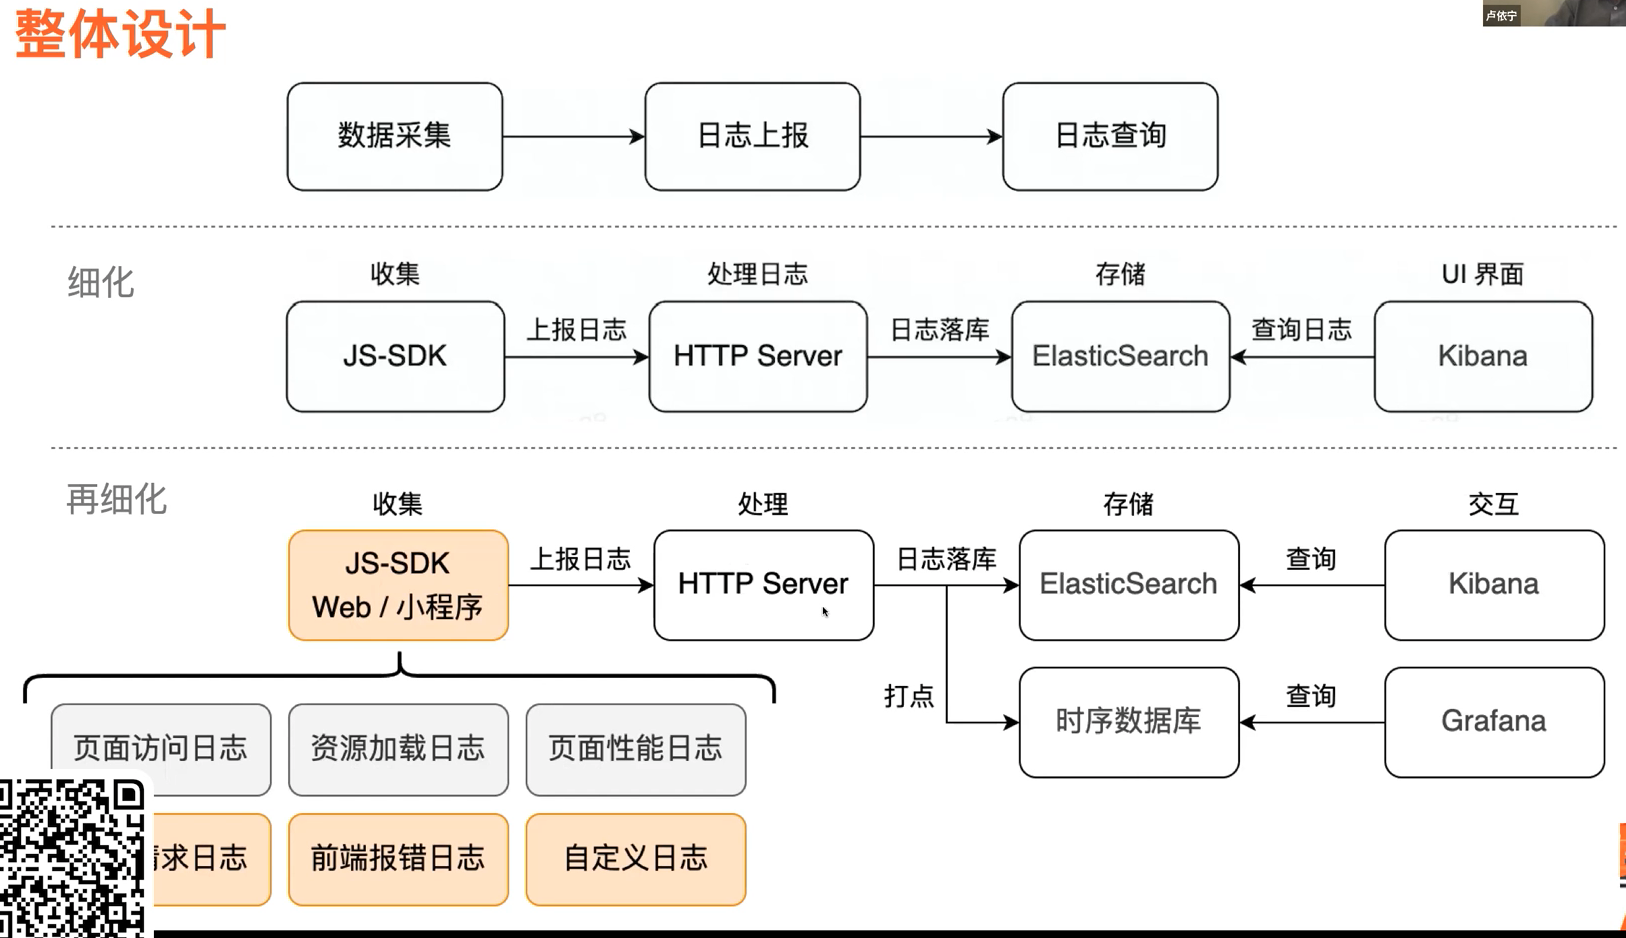 整体设计
卢依宁
数据采集
日志上报
日志查询
细化
收集
处理日志
存储
UI 界面
JS-SDK
上报日志
HTTP Server
日志落库
ElasticSearch
查询日志
Kibana
再细化
收集
处理
存储
交互
JS-SDK
Web / 小程序
上报日志
HTTP Server
日志落库
ElasticSearch
查询
Kibana
打点
时序数据库
查询
Grafana
页面访问日志
资源加载日志
页面性能日志
求日志
前端报错日志
自定义日志